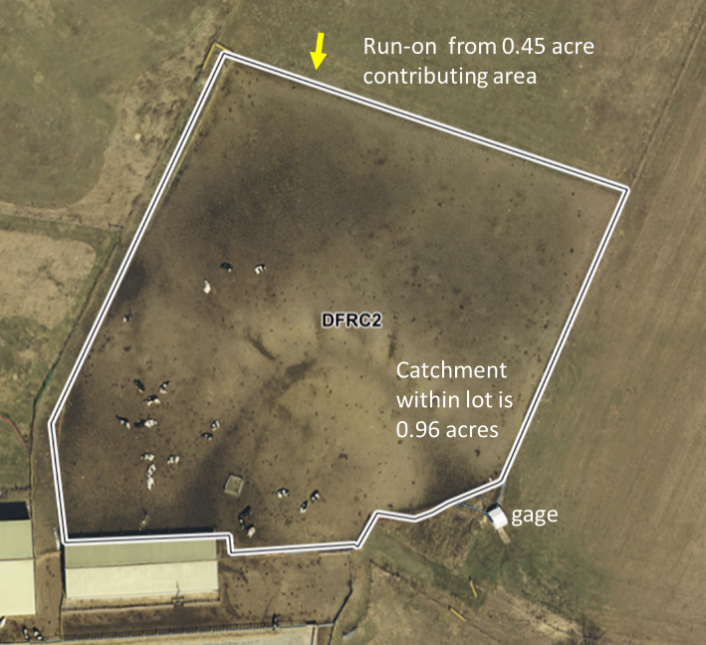 Run-on from 0.45 acre
contributing area
DFRC2
Catchment
within lot is
0.96 acres
gage